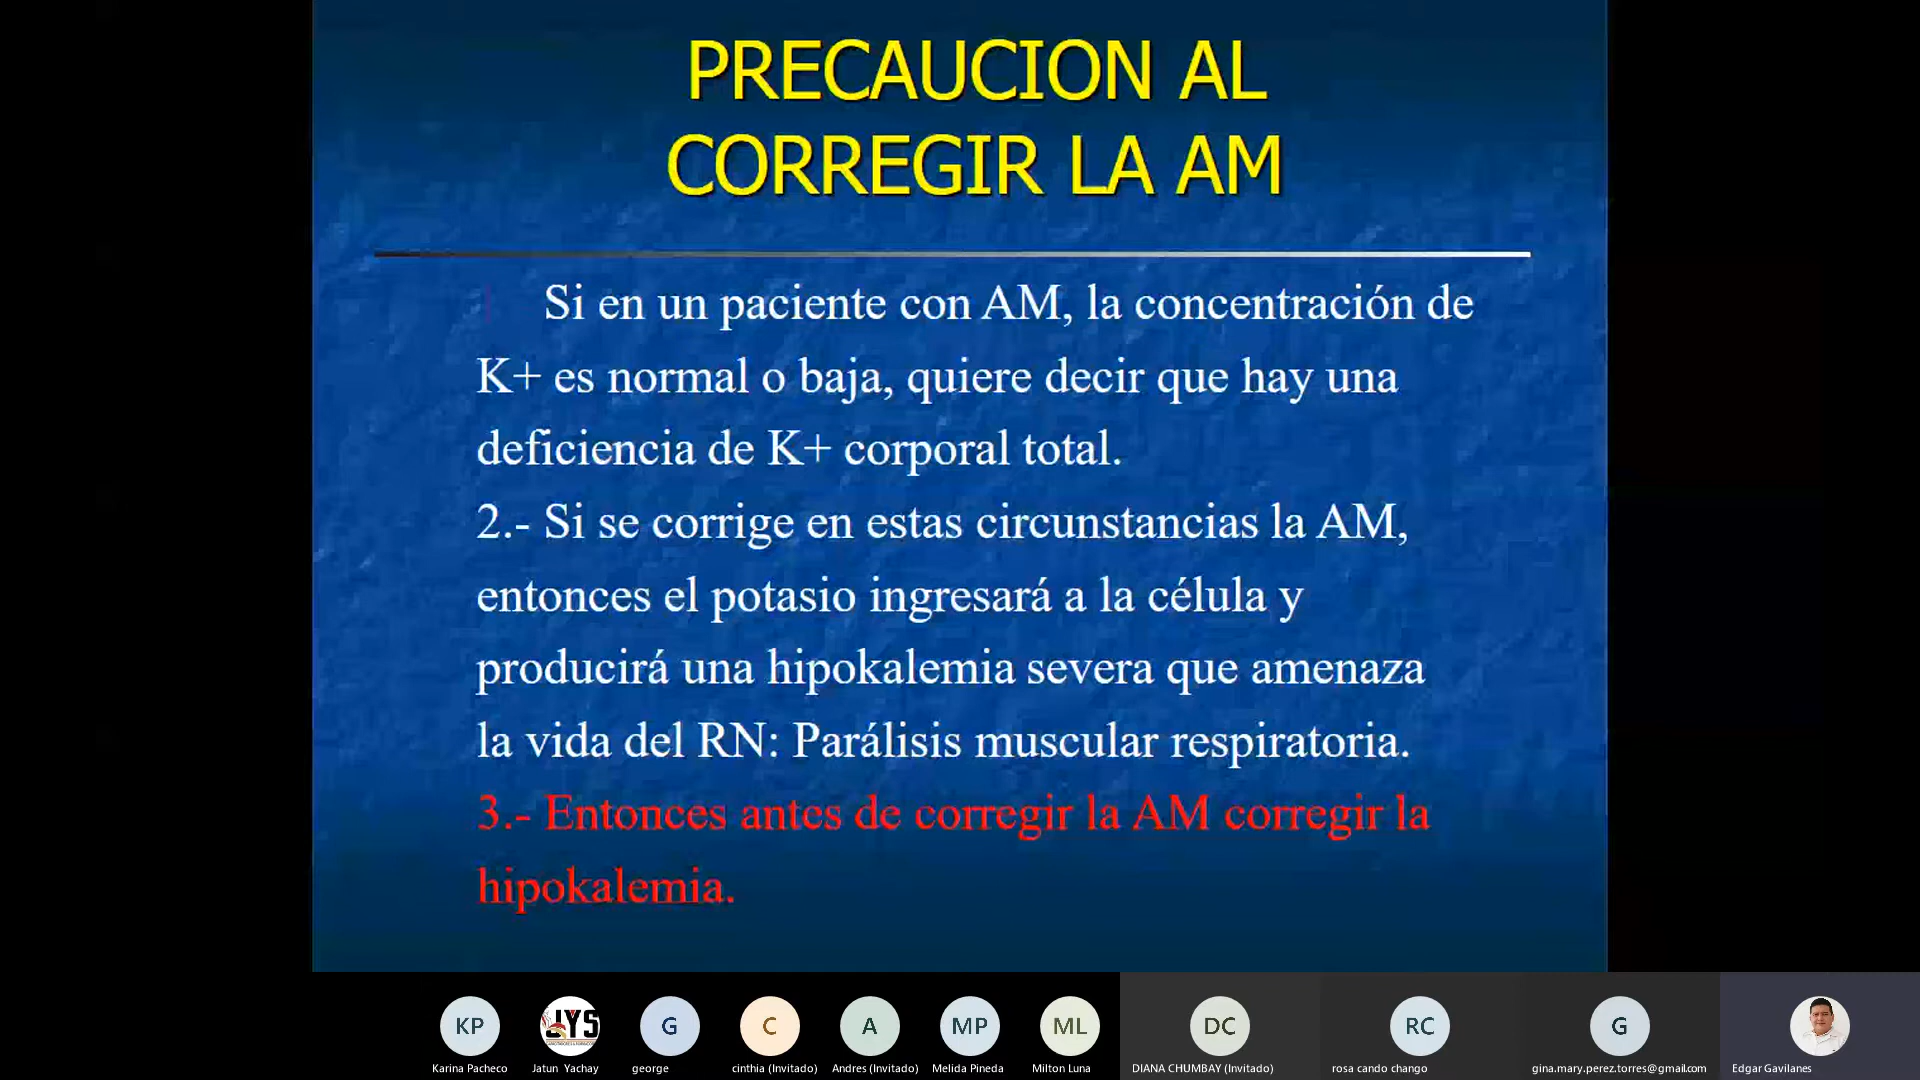 PRECAUCION AL
CORREGIR LA AM
Si en un paciente con AM, la concentración de
K+ es normal o baja, quiere decir que hay una
deficiencia de K+ corporal total.
2.- Si se corrige en estas circunstancias la AM,
entonces el potasio ingresará a la célula y
producirá una hipokalemia severa que amenaza
la vida del RN: Parálisis muscular respiratoria.
3.- Entonces antes de corregir la AM corregir la
hipokalemia.
KP
JYS
G
C
A
MP
ML
DC
RC
G
Karina Pacheco
Jatun Yachay
george
cinthia (Invitado)
Andres (Invitado)
Melida Pineda
Milton Luna
DIANA CHUMBAY (Invitado)
rosa cando chango
gina.mary.perez.torres@gmail.com
Edgar Gavilanes